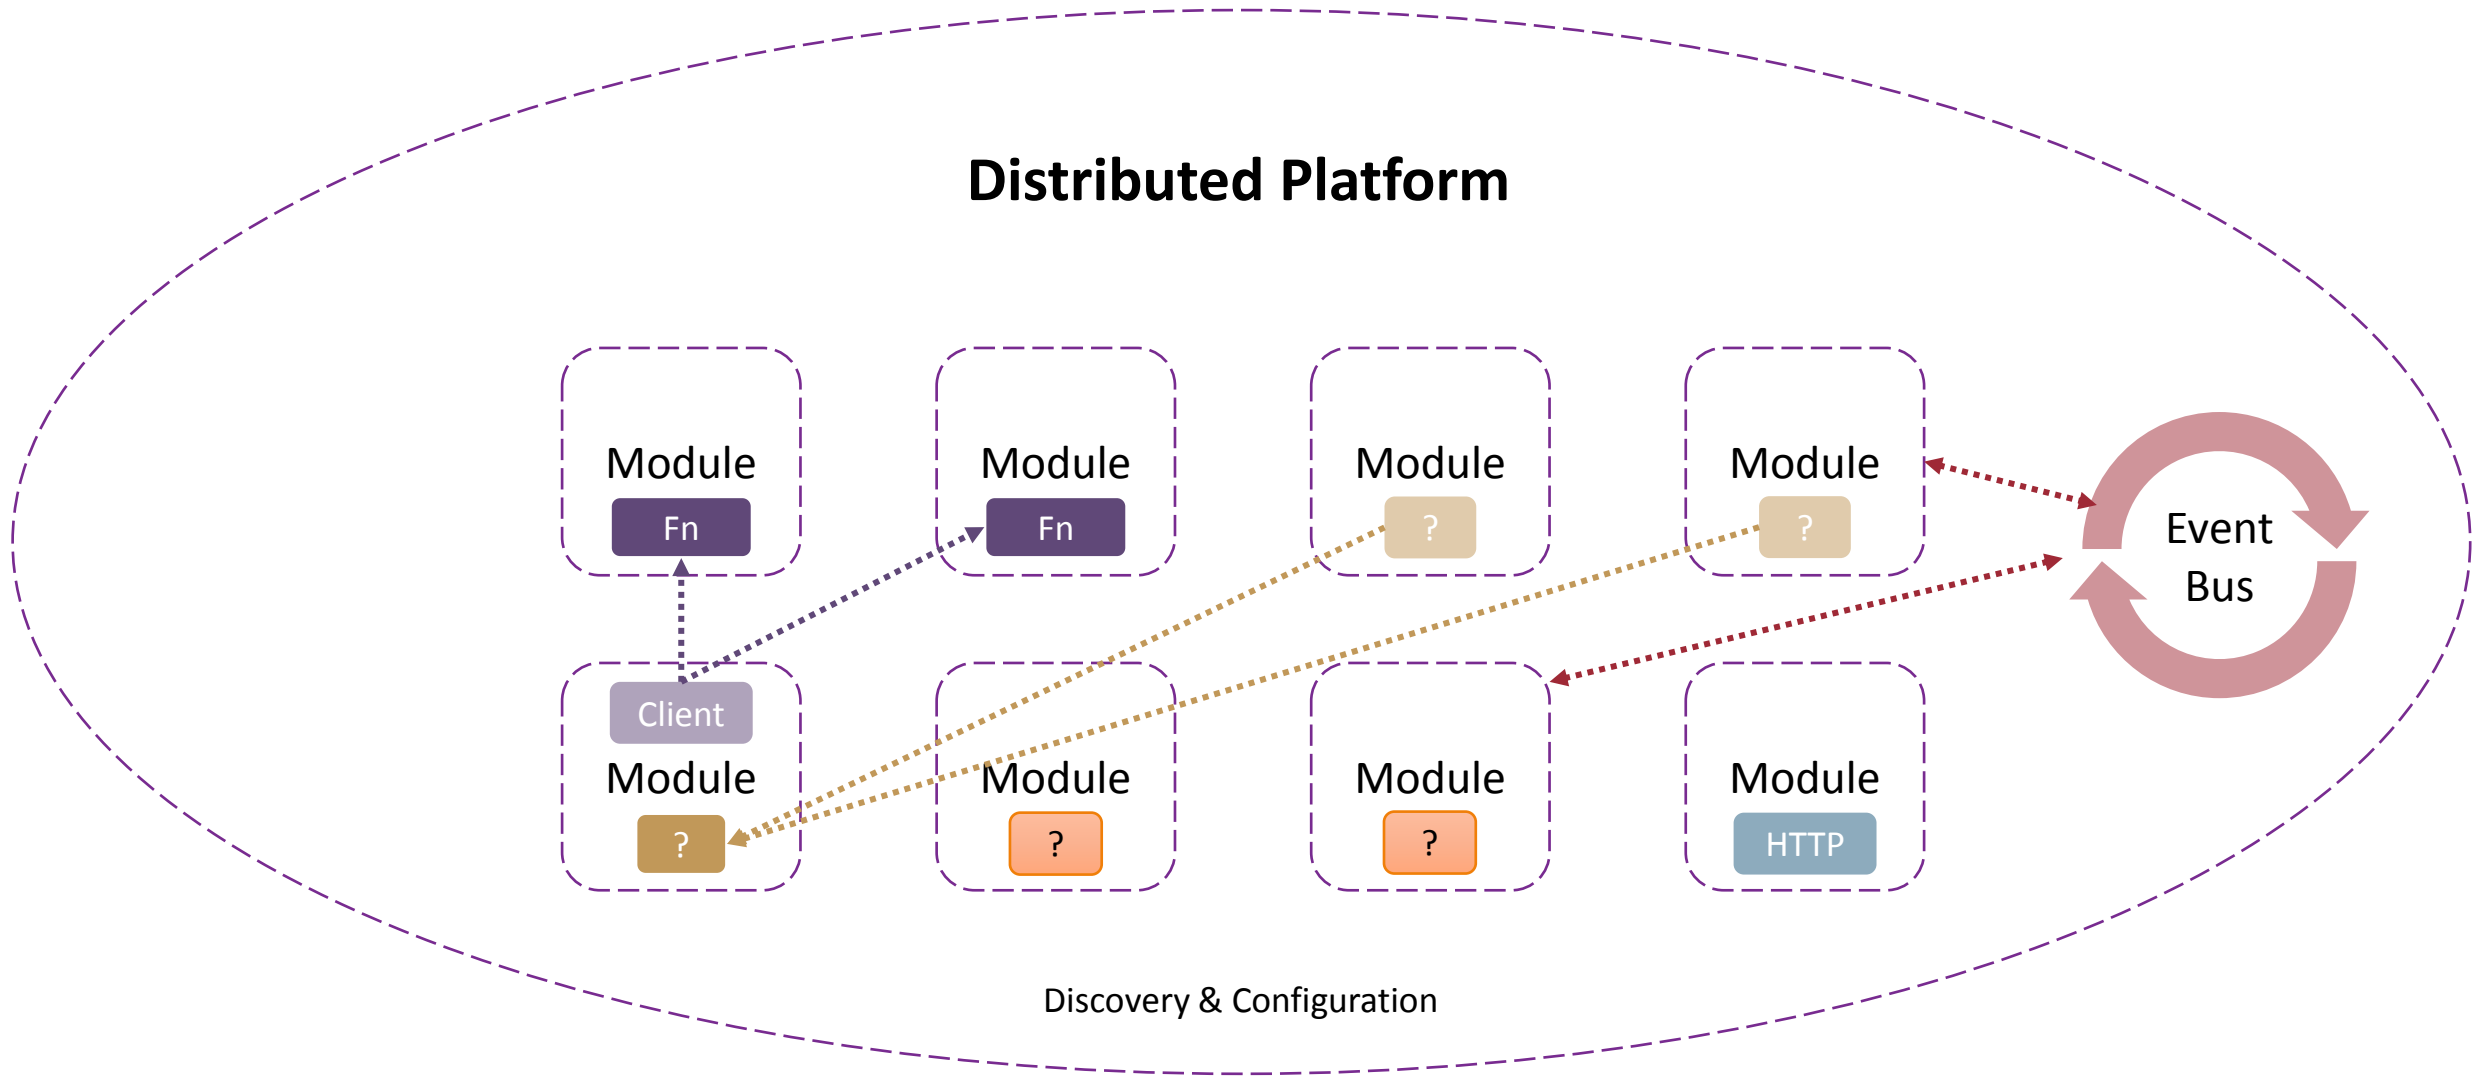 Distributed Platform
Module
Fn
Module
Fn
Module
?
Module
?
Event
Bus
Client
Module
?
Module
?
Module
?
Module
HTTP
Discovery & Configuration